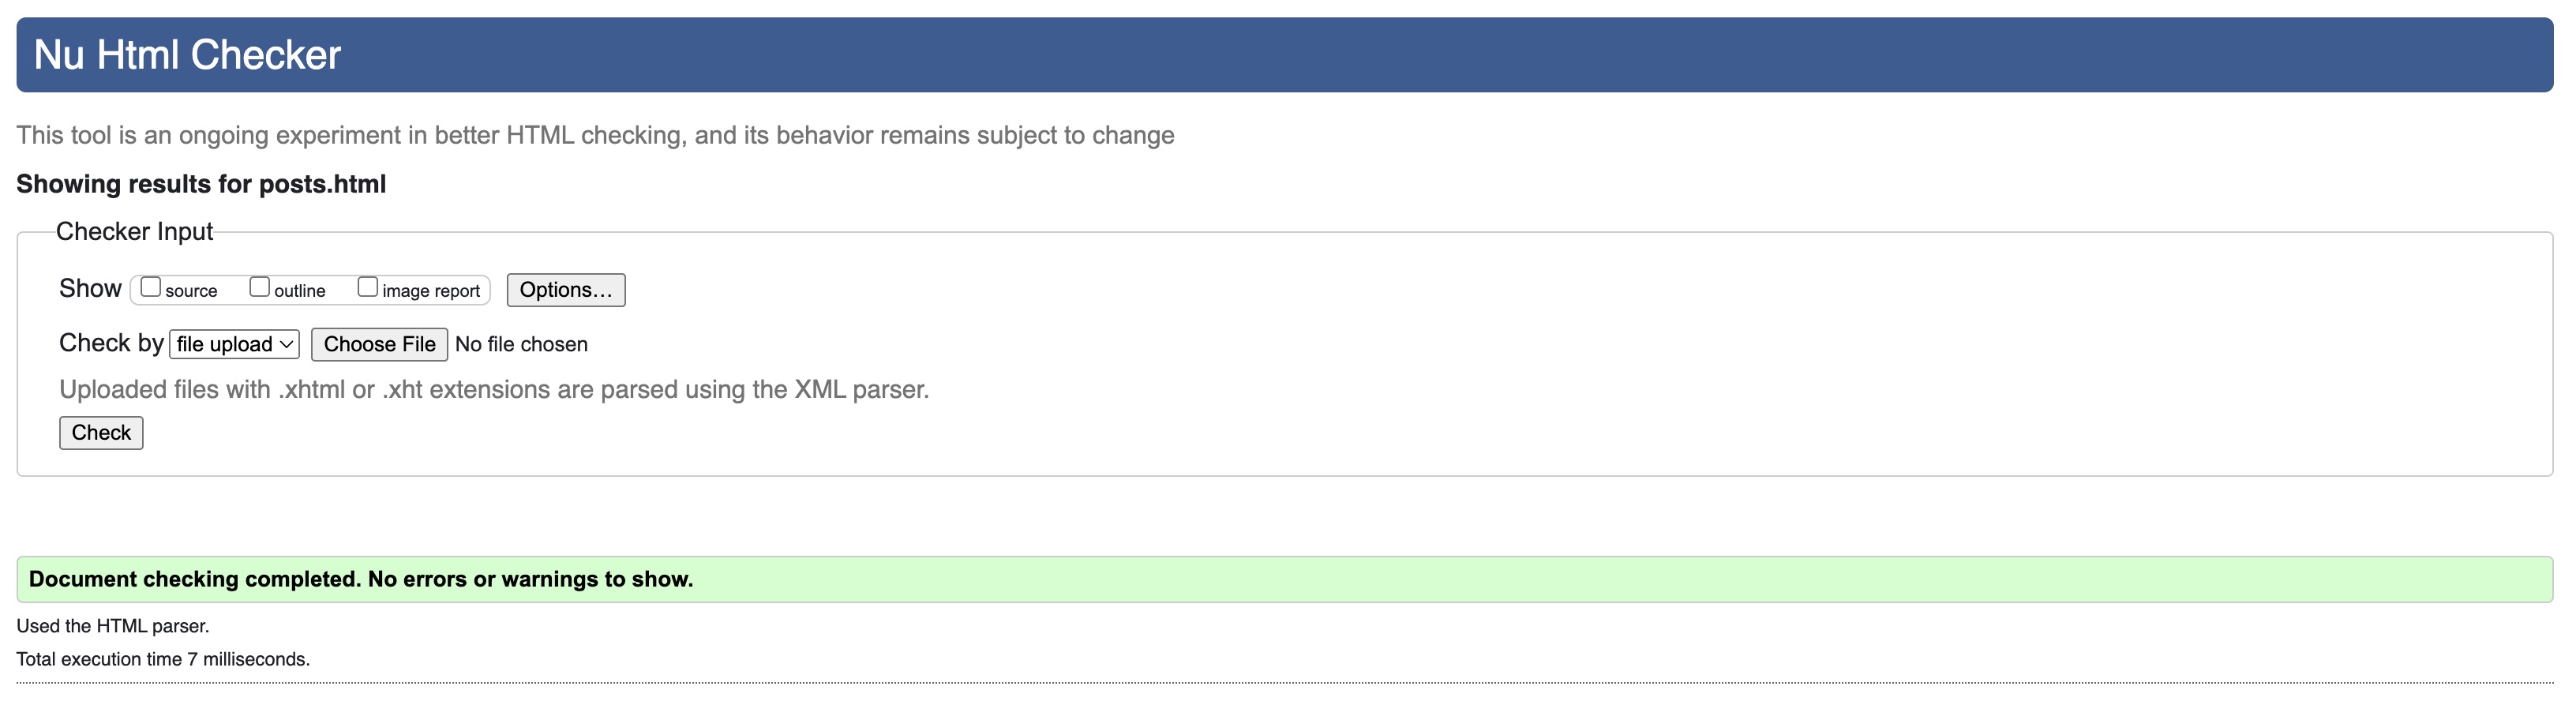 Nu Html Checker
This tool is an ongoing experiment in better HTML checking, and its behavior remains subject to change
Showing results for posts.html
Checker Input
Show source outline image report Options...
Check by file upload Choose File No file chosen
Uploaded files with .xhtml or .xht extensions are parsed using the XML parser.
Check
Document checking completed. No errors or warnings to show.
Used the HTML parser.
Total execution time 7 milliseconds.